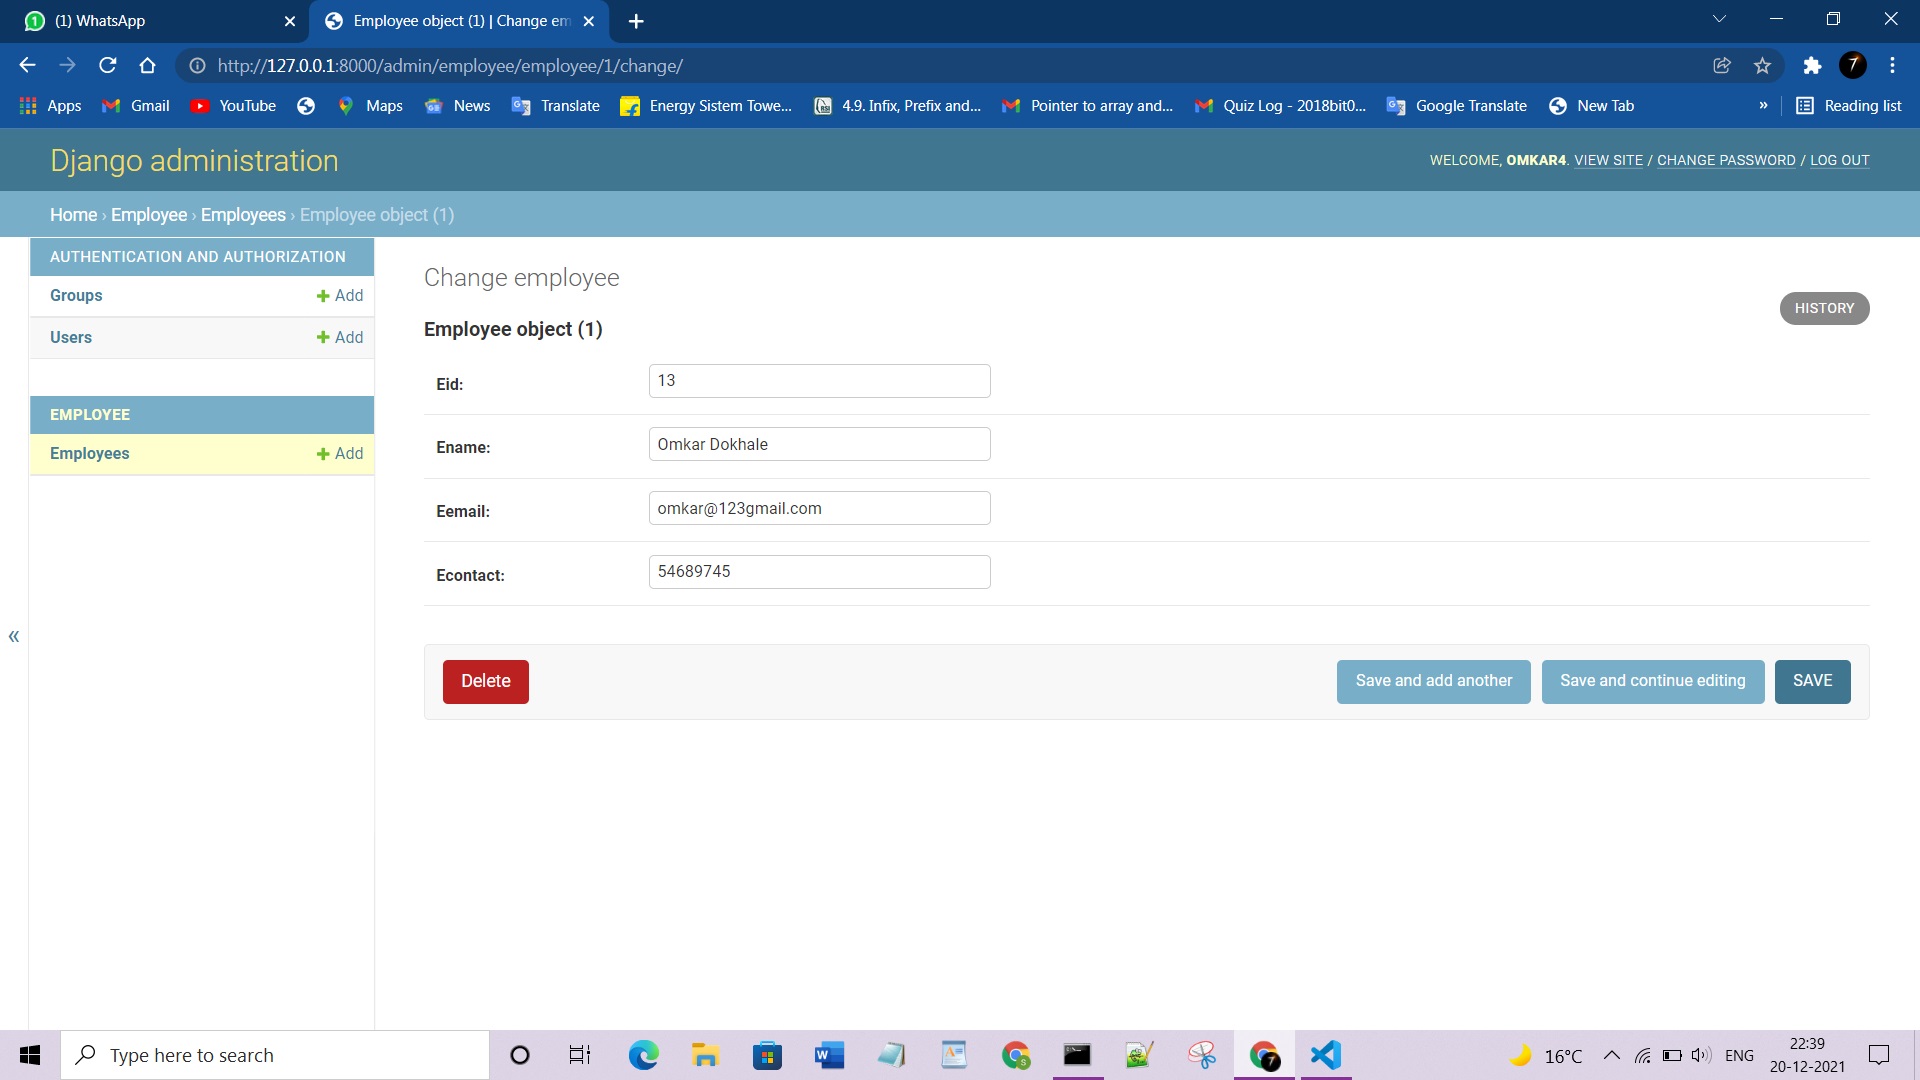 (1) WhatsApp
Employee object (1) | Change em
http://127.0.0.1:8000/admin/employee/employee/1/change/
Apps Gmail YouTube Maps News Translate Energy Sistem Towe... 4.9. Infix, Prefix and... Pointer to array and... Quiz Log - 2018bit0... Google Translate New Tab » Reading list
Django administration
WELCOME, OMKAR4. VIEW SITE / CHANGE PASSWORD / LOG OUT
Home › Employee › Employees › Employee object (1)
AUTHENTICATION AND AUTHORIZATION
Groups + Add
Users + Add
EMPLOYEE
Employees + Add
«
Change employee
HISTORY
Employee object (1)
Eid: 13
Ename: Omkar Dokhale
Eemail: omkar@123gmail.com
Econtact: 54689745
Delete Save and add another Save and continue editing SAVE
Type here to search
16°C ENG
22:39
20-12-2021